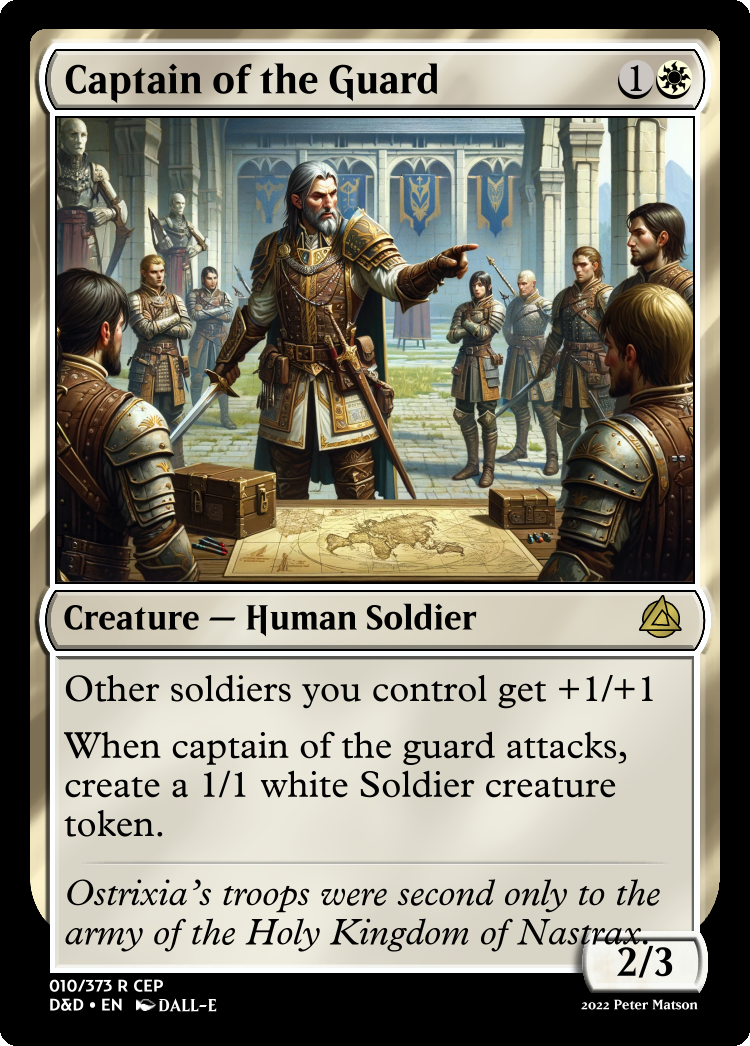 Captain of the Guard 1
Creature — Human Soldier
Other soldiers you control get +1/+1
When captain of the guard attacks,
create a 1/1 white Soldier creature
token.
Ostrixia's troops were second only to the
army of the Holy Kingdom of Nastrax.
2/3
010/373 R CEP
D&D • EN DALL-E
2022 Peter Matson